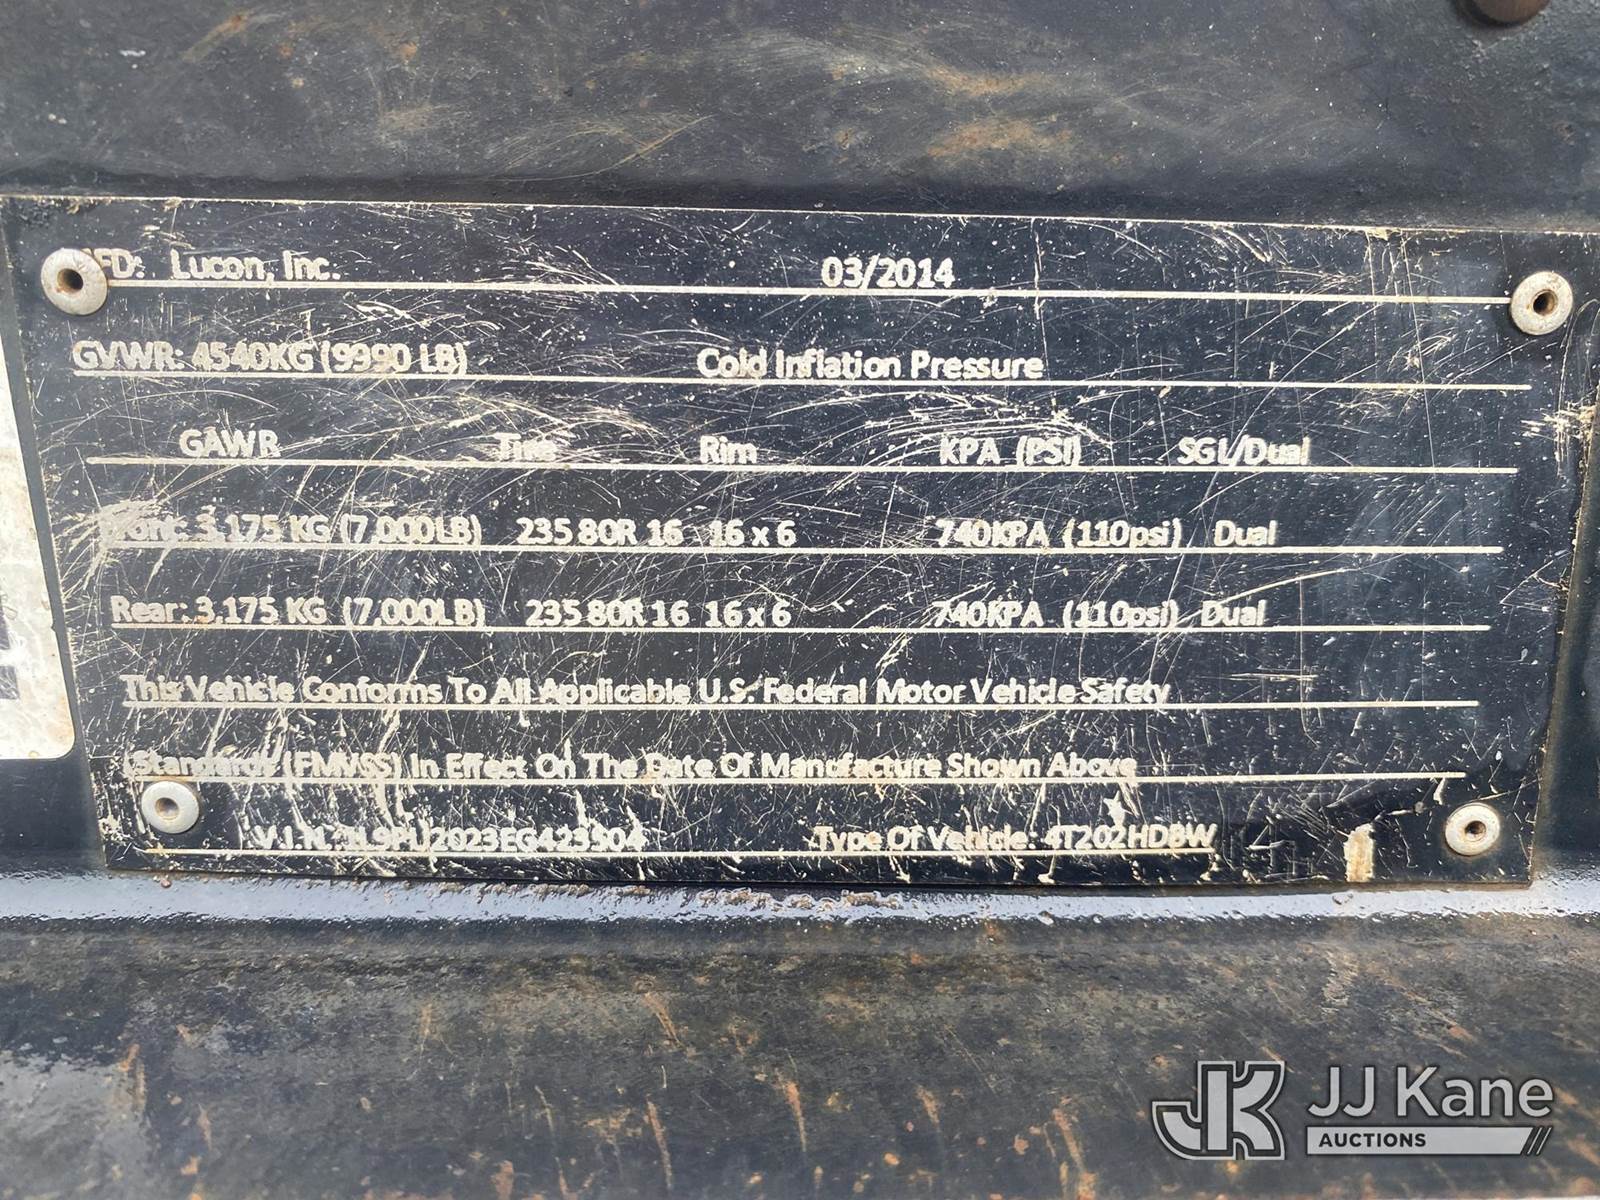 MFD: Lucon, Inc. 03/2014
GVWR: 4540KG (9990 LB) Cold Inflation Pressure
GAWR Tire Rim KPA (PSI) SGL/Dual
Front: 3,175 KG (7,000LB) 235 80R 16 16 x 6 740KPA (110psi) Dual
Rear: 3,175 KG (7,000LB) 235 80R 16 16 x 6 740KPA (110psi) Dual
This Vehicle Conforms To All Applicable U.S. Federal Motor Vehicle Safety
(Standards (FMVSS) In Effect On The Date Of Manufacture Shown Above
V.I.N. Type Of Vehicle: 4T202HD8W
JK JJ Kane
AUCTIONS